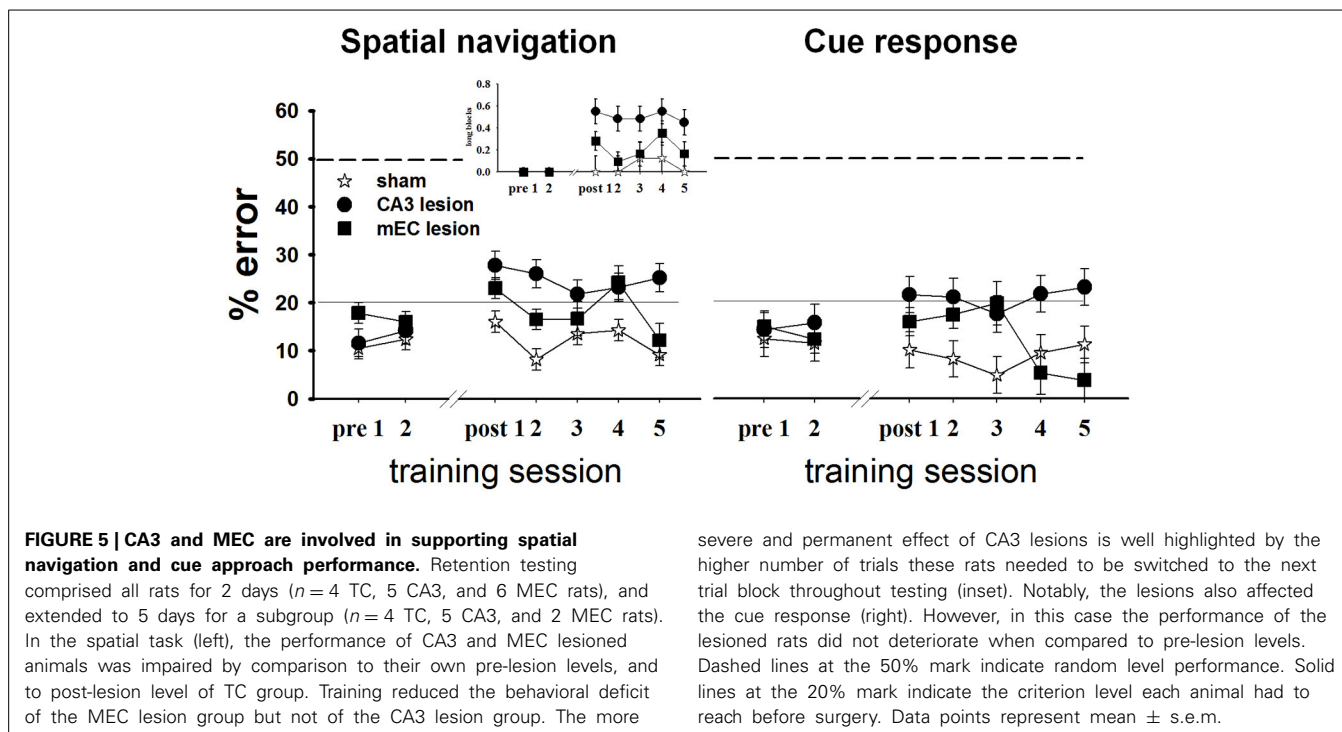 Spatial navigation
Cue response
0.8
0.6
0.4
0.2
0.0
long blocks
pre 1 2 post 1 2 3 4 5
60
50
40
30
20
10
0
% error
sham
CA3 lesion
mEC lesion
pre 1 2 post 1 2 3 4 5
training session
pre 1 2 post 1 2 3 4 5
training session
FIGURE 5 | CA3 and MEC are involved in supporting spatial
navigation and cue approach performance. Retention testing
comprised all rats for 2 days (n = 4 TC, 5 CA3, and 6 MEC rats), and
extended to 5 days for a subgroup (n = 4 TC, 5 CA3, and 2 MEC rats).
In the spatial task (left), the performance of CA3 and MEC lesioned
animals was impaired by comparison to their own pre-lesion levels, and
to post-lesion level of TC group. Training reduced the behavioral deficit
of the MEC lesion group but not of the CA3 lesion group. The more
severe and permanent effect of CA3 lesions is well highlighted by the
higher number of trials these rats needed to be switched to the next
trial block throughout testing (inset). Notably, the lesions also affected
the cue response (right). However, in this case the performance of the
lesioned rats did not deteriorate when compared to pre-lesion levels.
Dashed lines at the 50% mark indicate random level performance. Solid
lines at the 20% mark indicate the criterion level each animal had to
reach before surgery. Data points represent mean ± s.e.m.